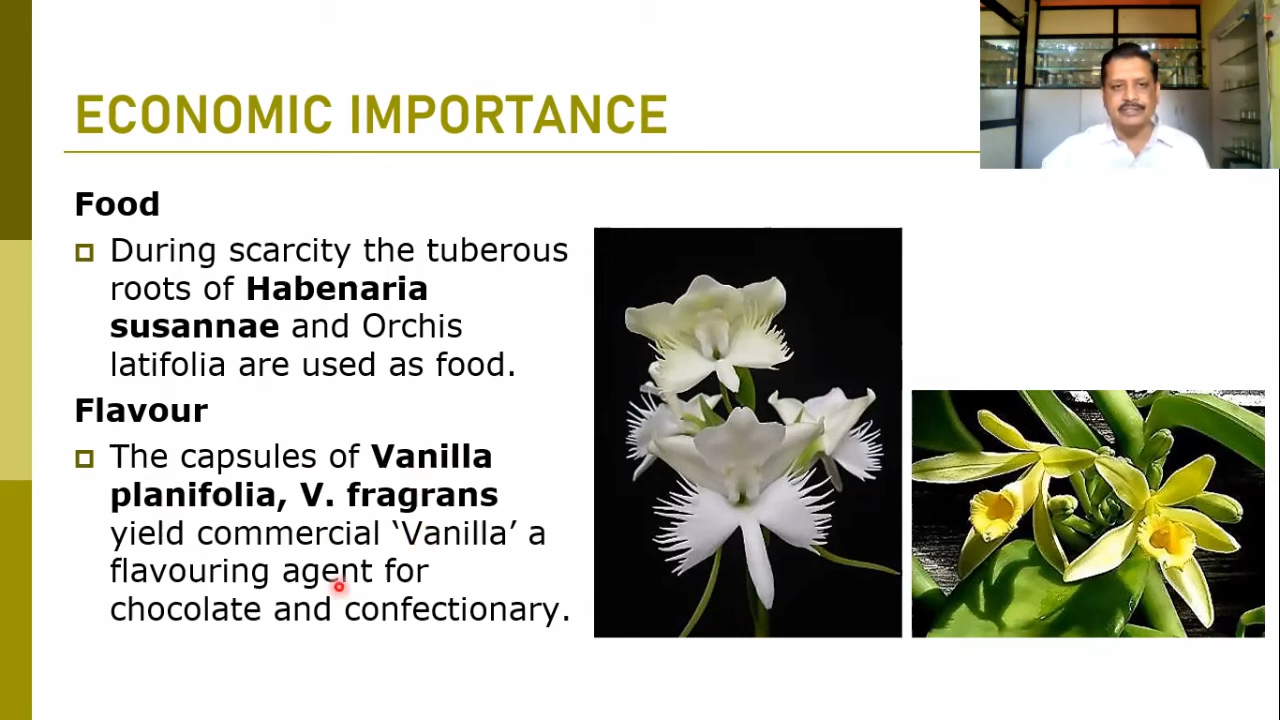 ECONOMIC IMPORTANCE
Food
During scarcity the tuberous
roots of Habenaria
susannae and Orchis
latifolia are used as food.
Flavour
The capsules of Vanilla
planifolia, V. fragrans
yield commercial ‘Vanilla’ a
flavouring agent for
chocolate and confectionary.